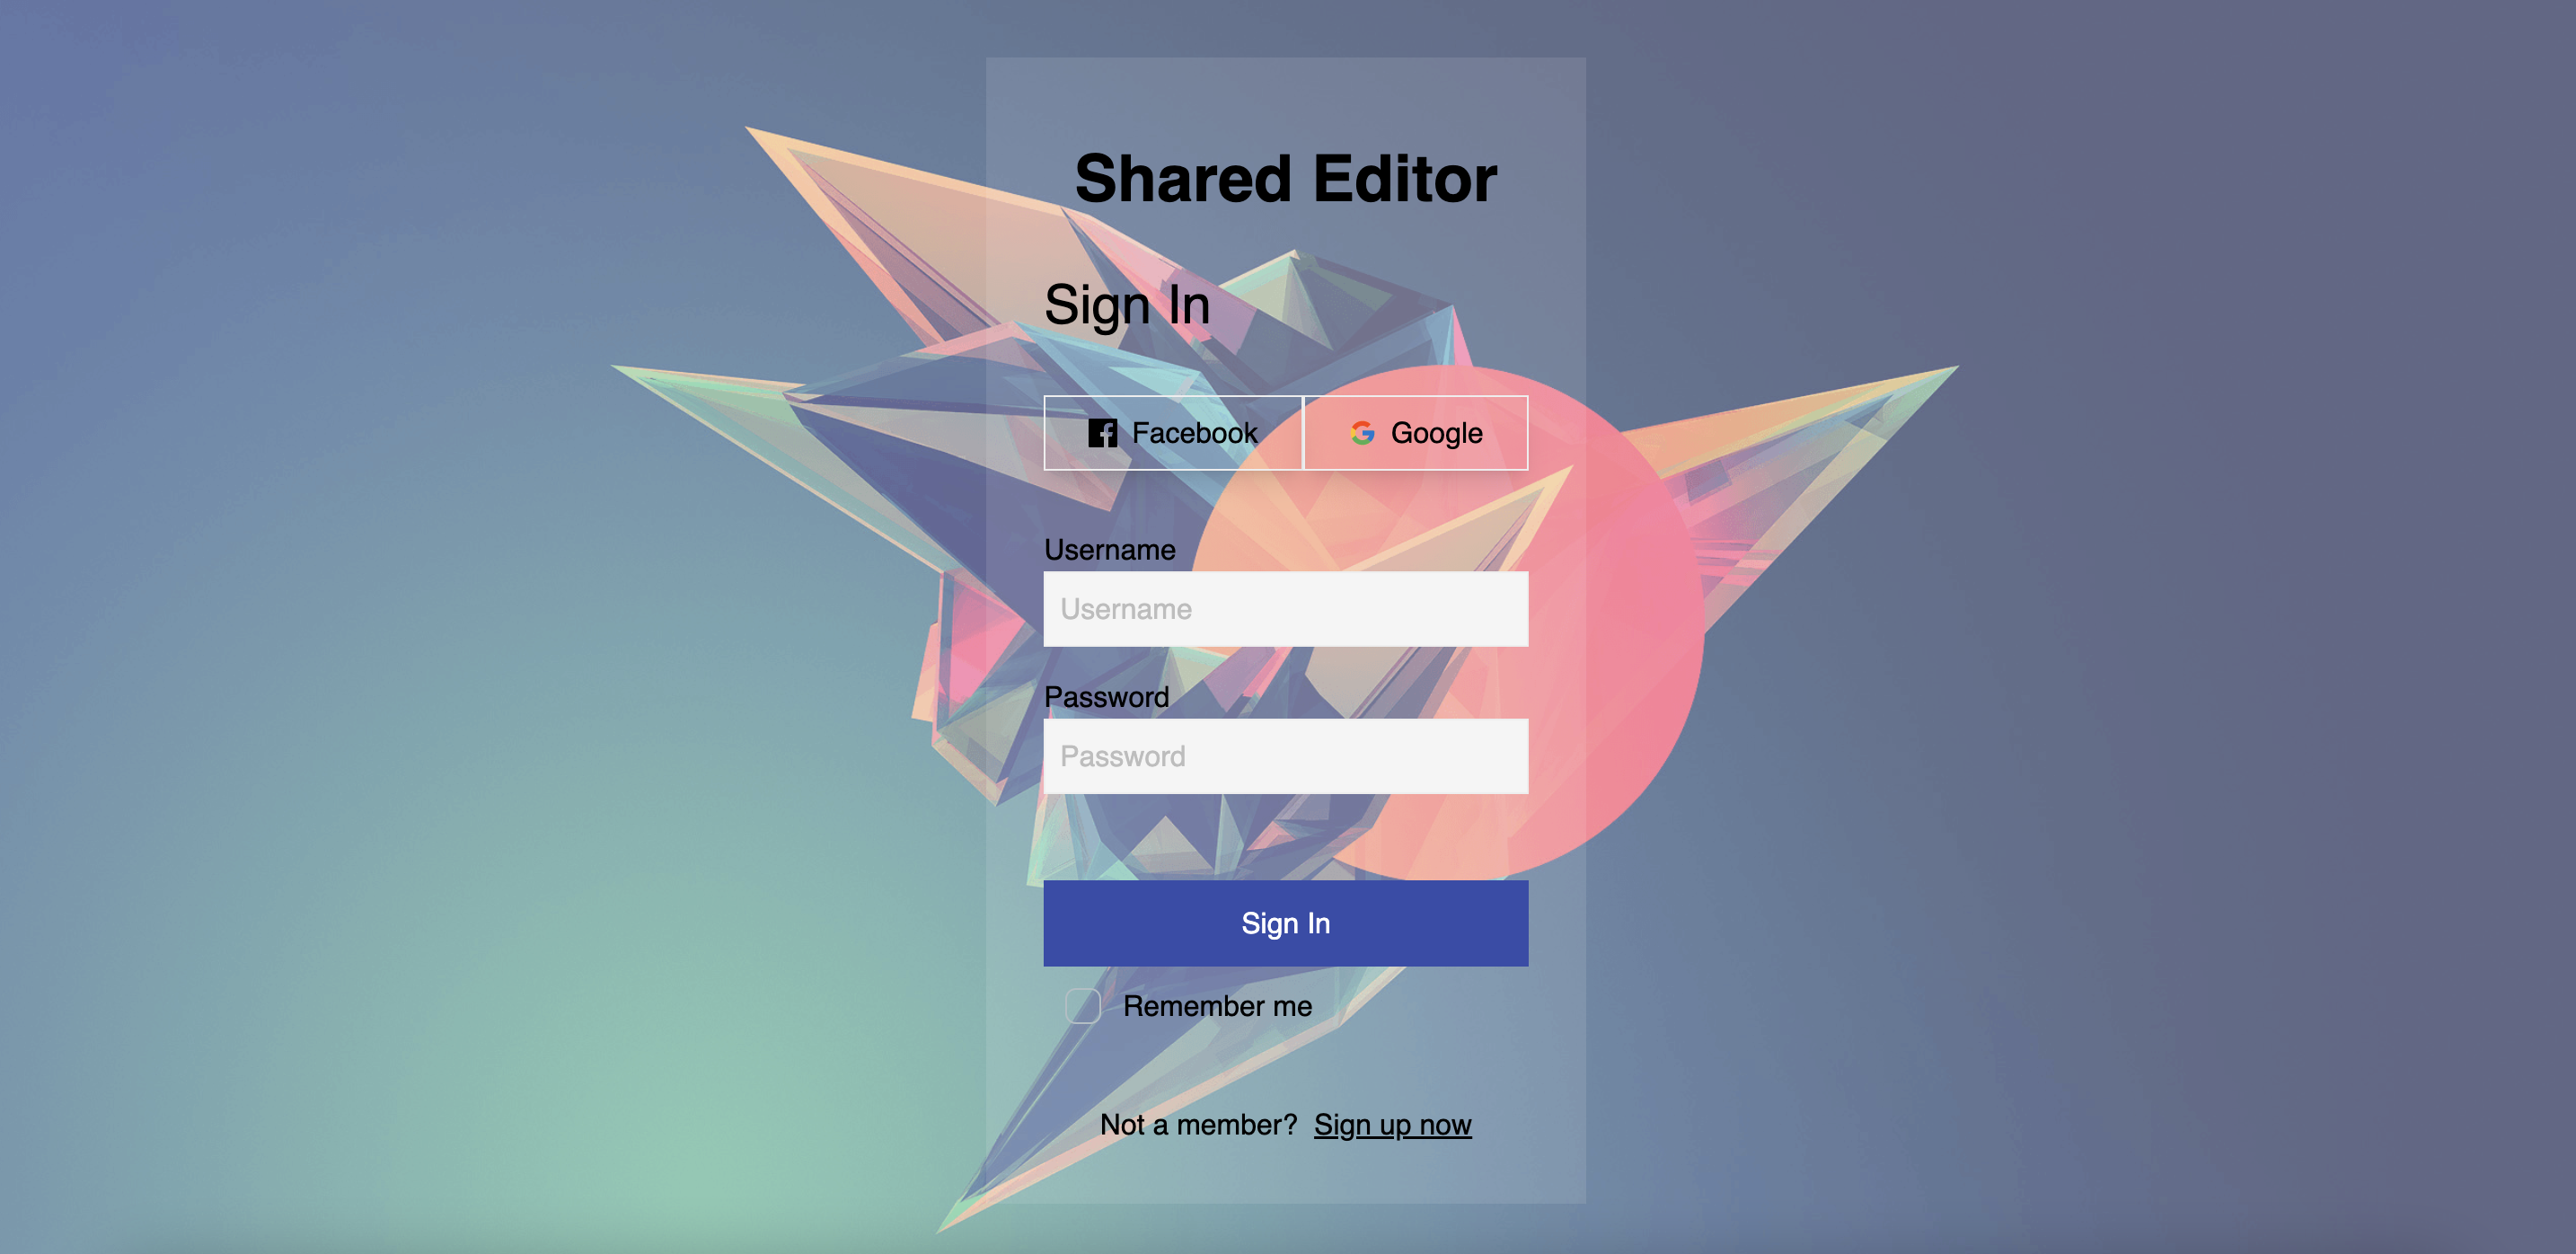 Shared Editor
Sign In
Facebook Google
Username
Username
Password
Password
Sign In
Remember me
Not a member? Sign up now